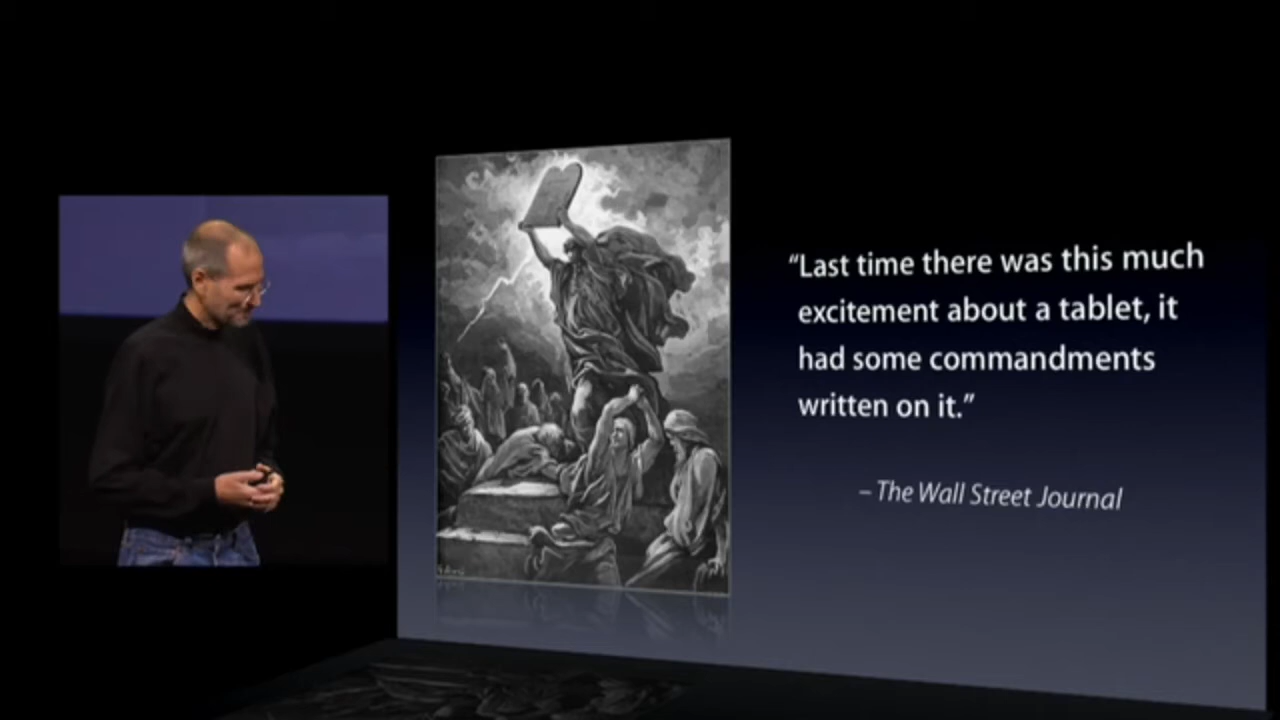 “Last time there was this much
excitement about a tablet, it
had some commandments
written on it.”
– The Wall Street Journal